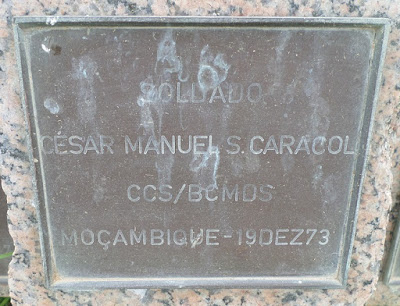 SOLDADO
CÉSAR MANUEL S. CARACOL
CCS/BCMDS
MOÇAMBIQUE-19DEZ73